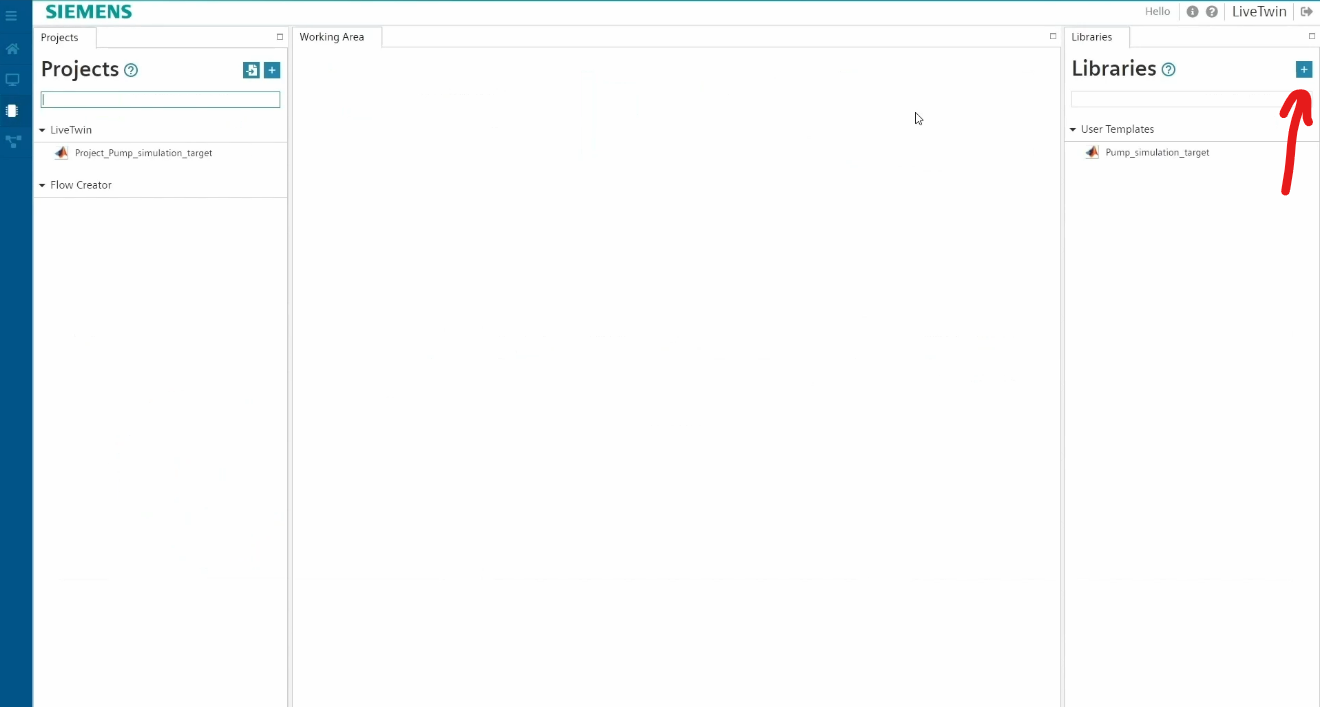 SIEMENS
Hello
LiveTwin
Projects
Working Area
Libraries
Projects
Libraries
LiveTwin
Project_Pump_simulation_target
Flow Creator
User Templates
Pump_simulation_target